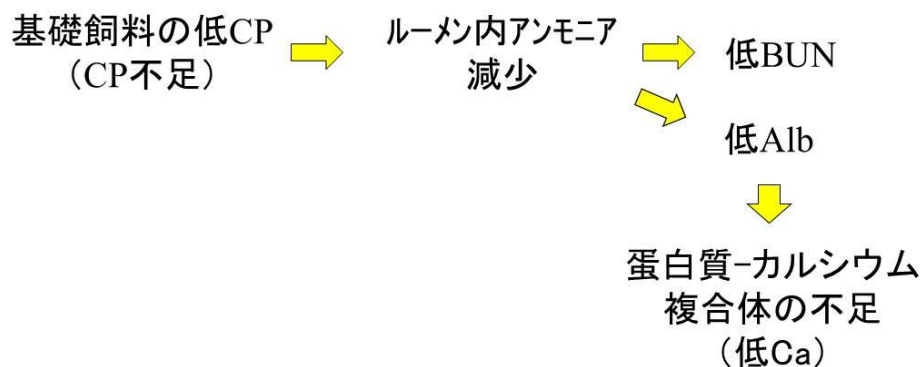 基礎飼料の低CP
（CP不足）
ルーメン内アンモニア
減少
低BUN
低Alb
蛋白質-カルシウム
複合体の不足
（低Ca）